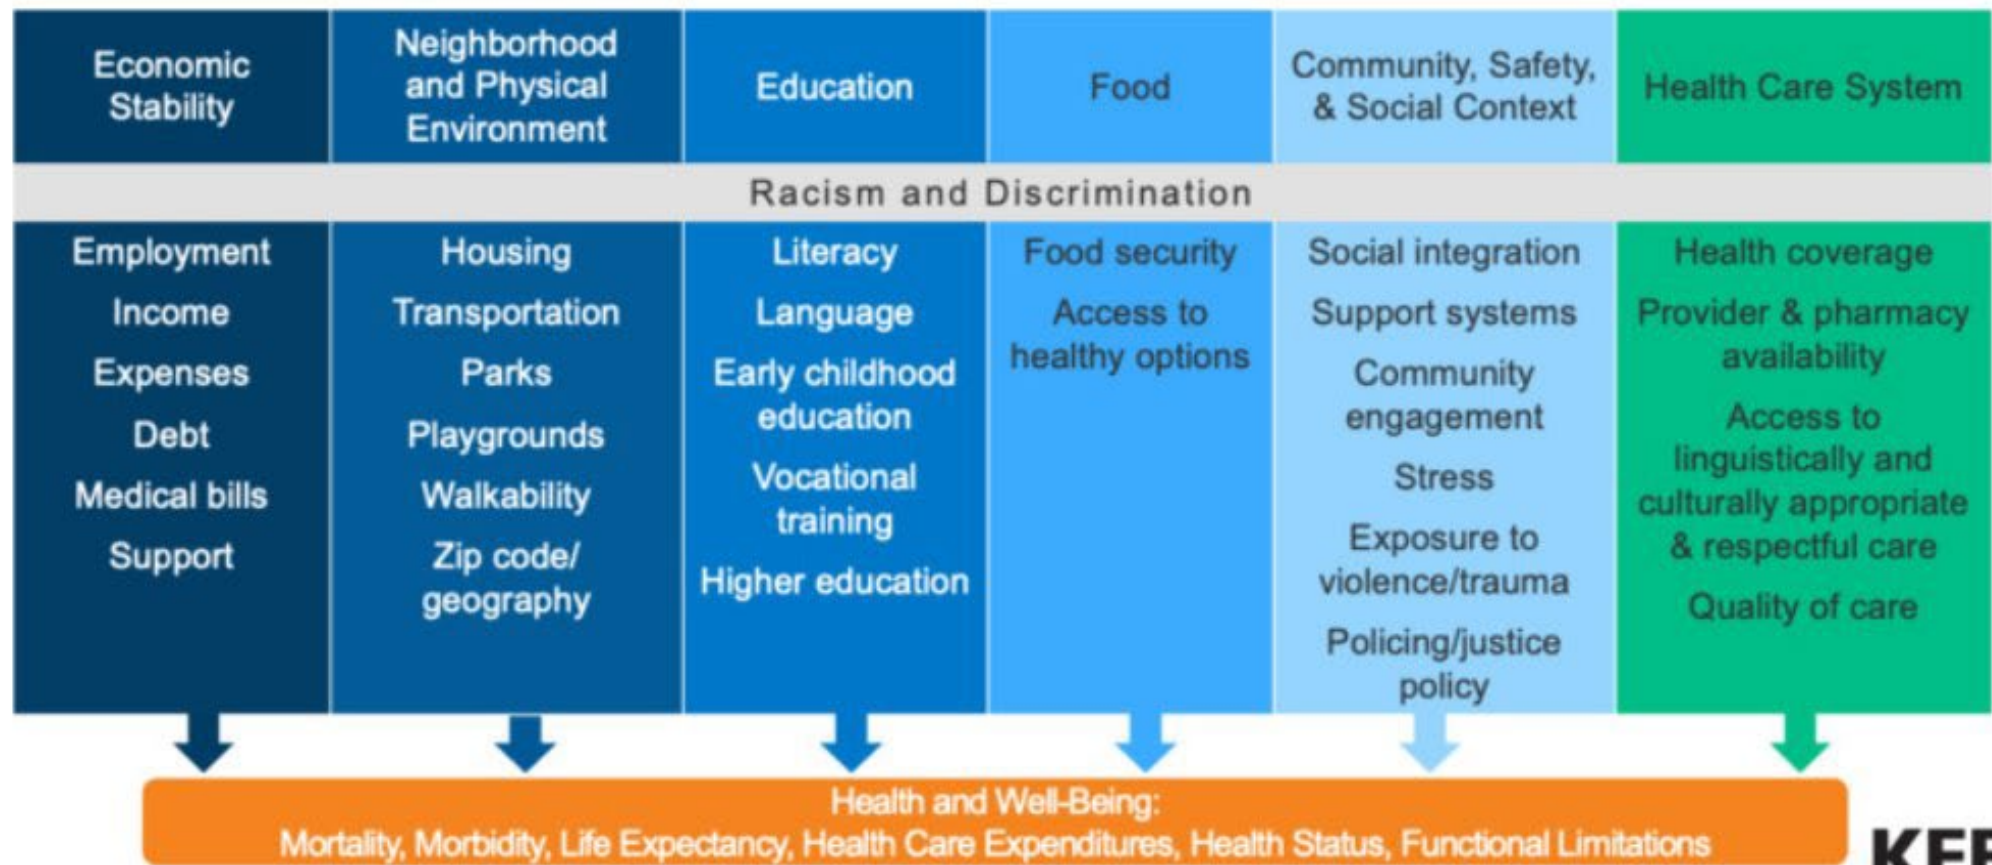 Economic
Stability
Neighborhood
and Physical
Environment
Education
Food
Community, Safety,
& Social Context
Health Care System
Racism and Discrimination
Employment
Income
Expenses
Debt
Medical bills
Support
Housing
Transportation
Parks
Playgrounds
Walkability
Zip code/
geography
Literacy
Language
Early childhood
education
Vocational
training
Higher education
Food security
Access to
healthy options
Social integration
Support systems
Community
engagement
Stress
Exposure to
violence/trauma
Policing/justice
policy
Health coverage
Provider & pharmacy
availability
Access to
linguistically and
culturally appropriate
& respectful care
Quality of care
Health and Well-Being:
Mortality, Morbidity, Life Expectancy, Health Care Expenditures, Health Status, Functional Limitations